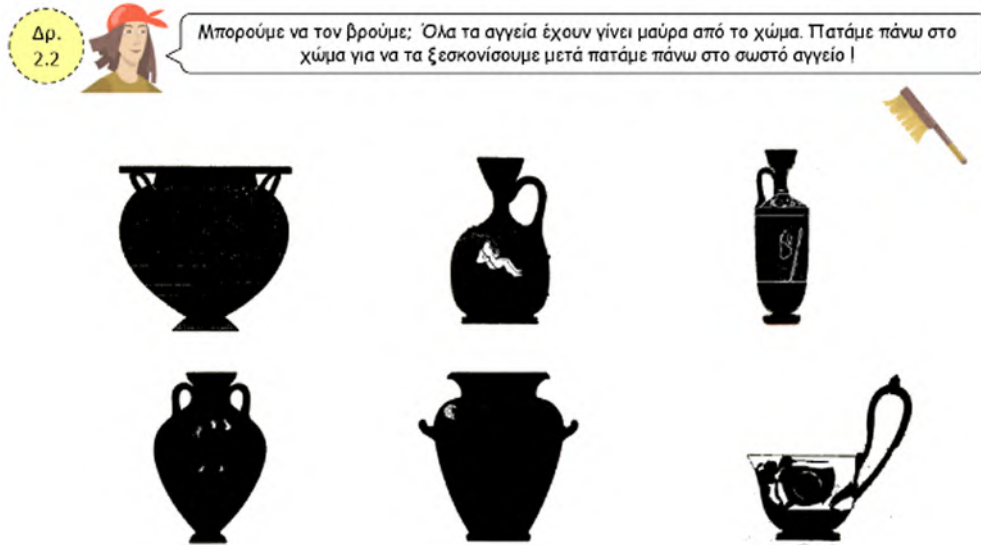 Δρ.
2.2
Μπορούμε να τον βρούμε; Όλα τα αγγεία έχουν γίνει μαύρα από το χώμα. Πατάμε πάνω στο
χώμα για να τα ξεσκονίσουμε μετά πατάμε πάνω στο σωστό αγγείο !